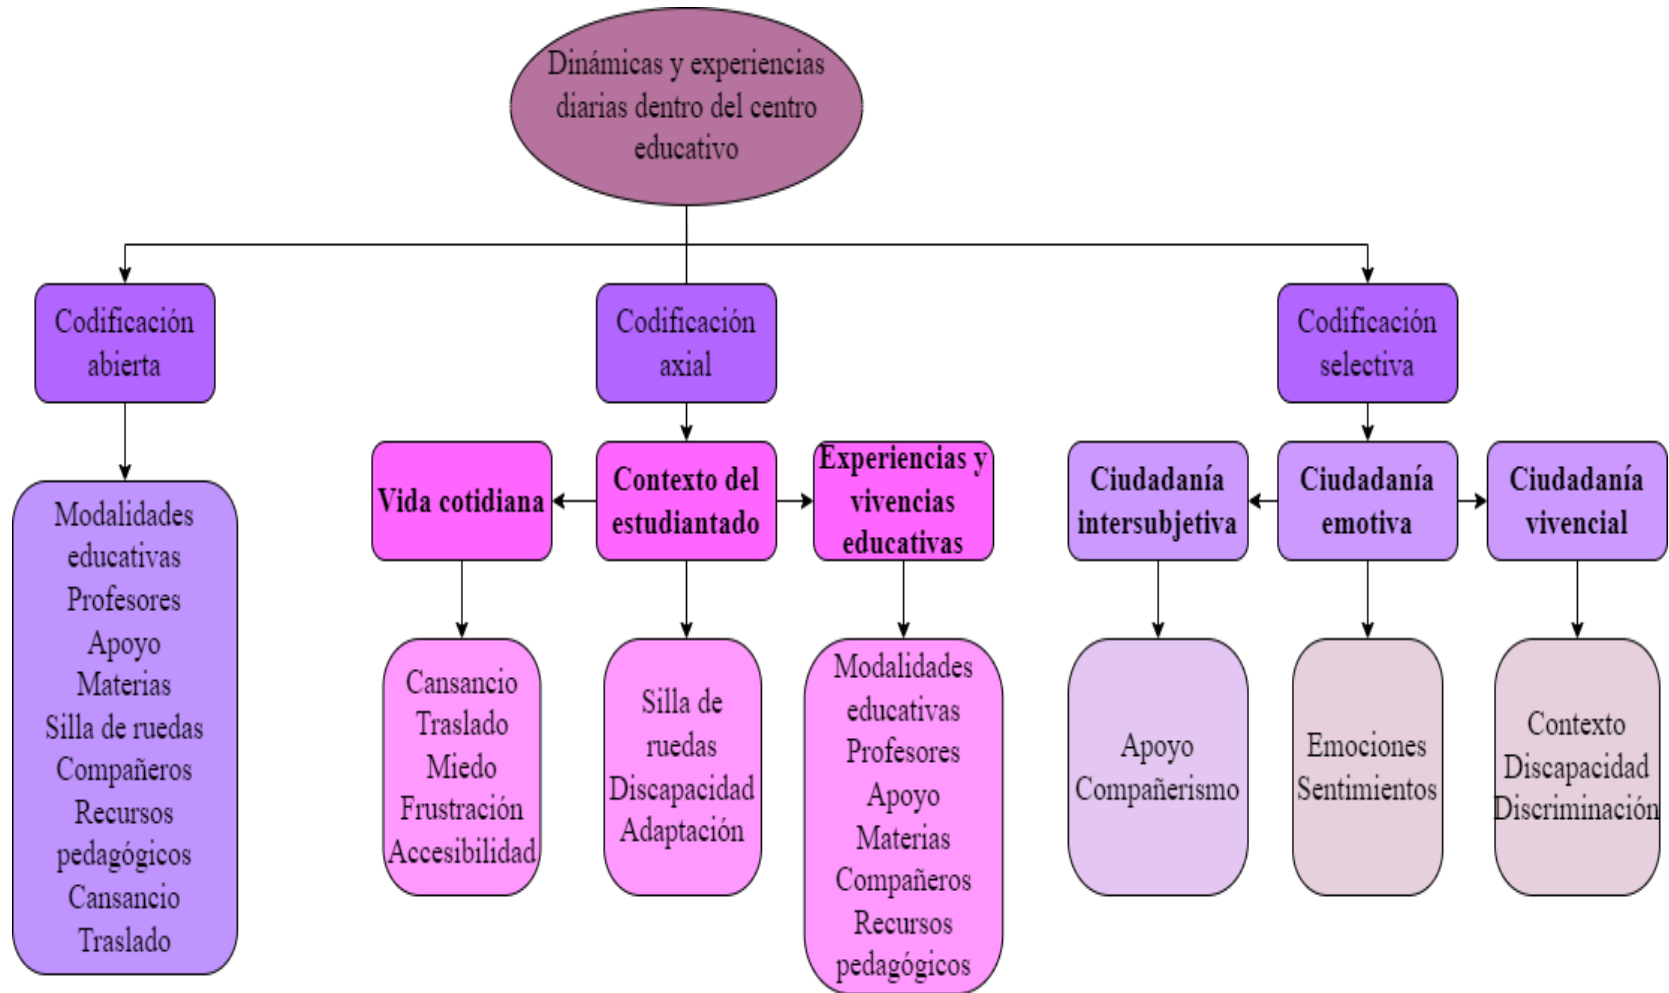 Dinámicas y experiencias
diarias dentro del centro
educativo
Codificación
abierta
Codificación
axial
Codificación
selectiva
Modalidades
educativas
Profesores
Apoyo
Materias
Silla de ruedas
Compañeros
Recursos
pedagógicos
Cansancio
Traslado
Vida cotidiana
Contexto del
estudiantado
Experiencias y
vivencias
educativas
Cansancio
Traslado
Miedo
Frustración
Accesibilidad
Silla de
ruedas
Discapacidad
Adaptación
Modalidades
educativas
Profesores
Apoyo
Materias
Compañeros
Recursos
pedagógicos
Ciudadanía
intersubjetiva
Ciudadanía
emotiva
Ciudadanía
vivencial
Apoyo
Compañerismo
Emociones
Sentimientos
Contexto
Discapacidad
Discriminación